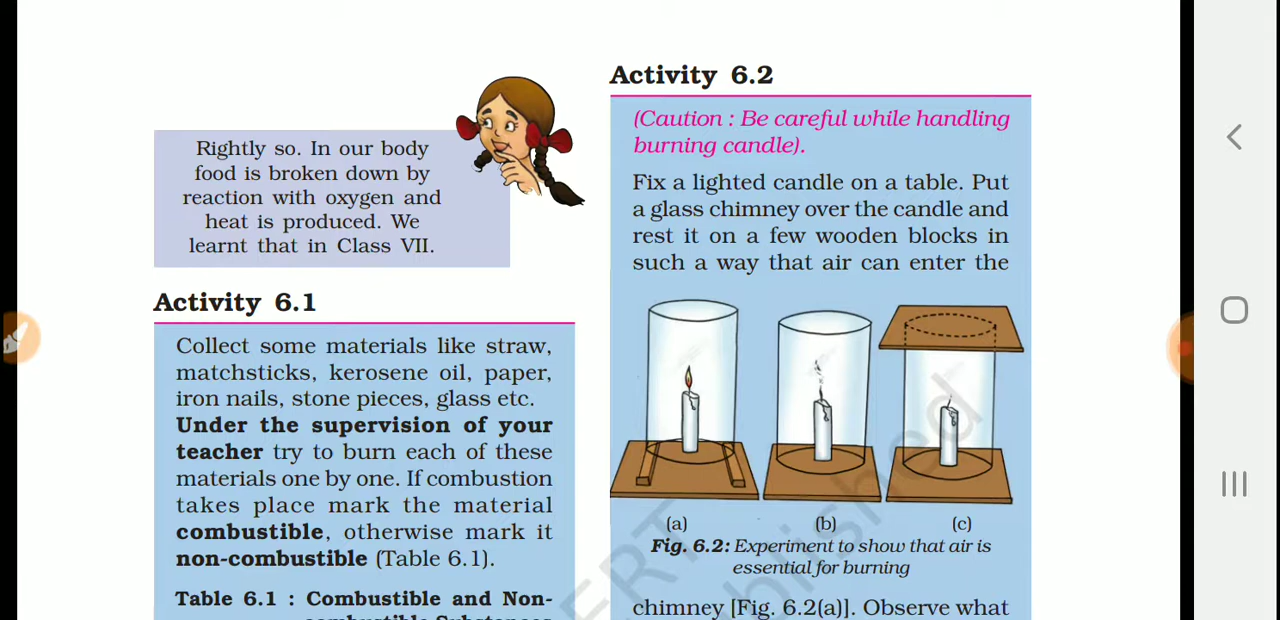 Rightly so. In our body
food is broken down by
reaction with oxygen and
heat is produced. We
learnt that in Class VII.
Activity 6.1
Collect some materials like straw,
matchsticks, kerosene oil, paper,
iron nails, stone pieces, glass etc.
Under the supervision of your
teacher try to burn each of these
materials one by one. If combustion
takes place mark the material
combustible, otherwise mark it
non-combustible (Table 6.1).
Table 6.1 : Combustible and Non-
combustible Substances
Activity 6.2
(Caution : Be careful while handling
burning candle).
Fix a lighted candle on a table. Put
a glass chimney over the candle and
rest it on a few wooden blocks in
such a way that air can enter the
(a) (b) (c)
Fig. 6.2: Experiment to show that air is
essential for burning
chimney [Fig. 6.2(a)]. Observe what